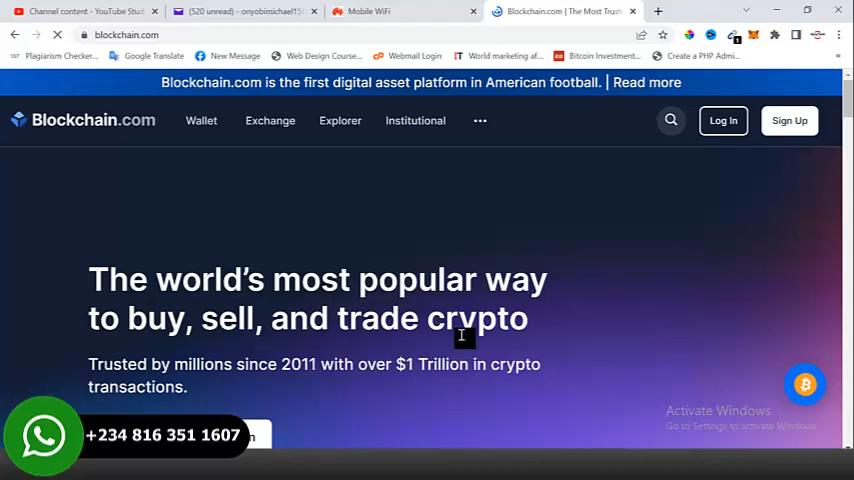 Channel content - YouTube Stud
(520 unread) - onyobimichael15
Mobile WiFi
Blockchain.com | The Most Trust
blockchain.com
Plagiarism Checker...
Google Translate
New Message
Web Design Course...
Webmail Login
World marketing af...
Bitcoin Investment...
Create a PHP Admi...
Blockchain.com is the first digital asset platform in American football. | Read more
Blockchain.com
Wallet
Exchange
Explorer
Institutional
Log In
Sign Up
The world's most popular way
to buy, sell, and trade crypto
Trusted by millions since 2011 with over $1 Trillion in crypto
transactions.
Activate Windows
Go to Settings to activate Windows.
+234 816 351 1607